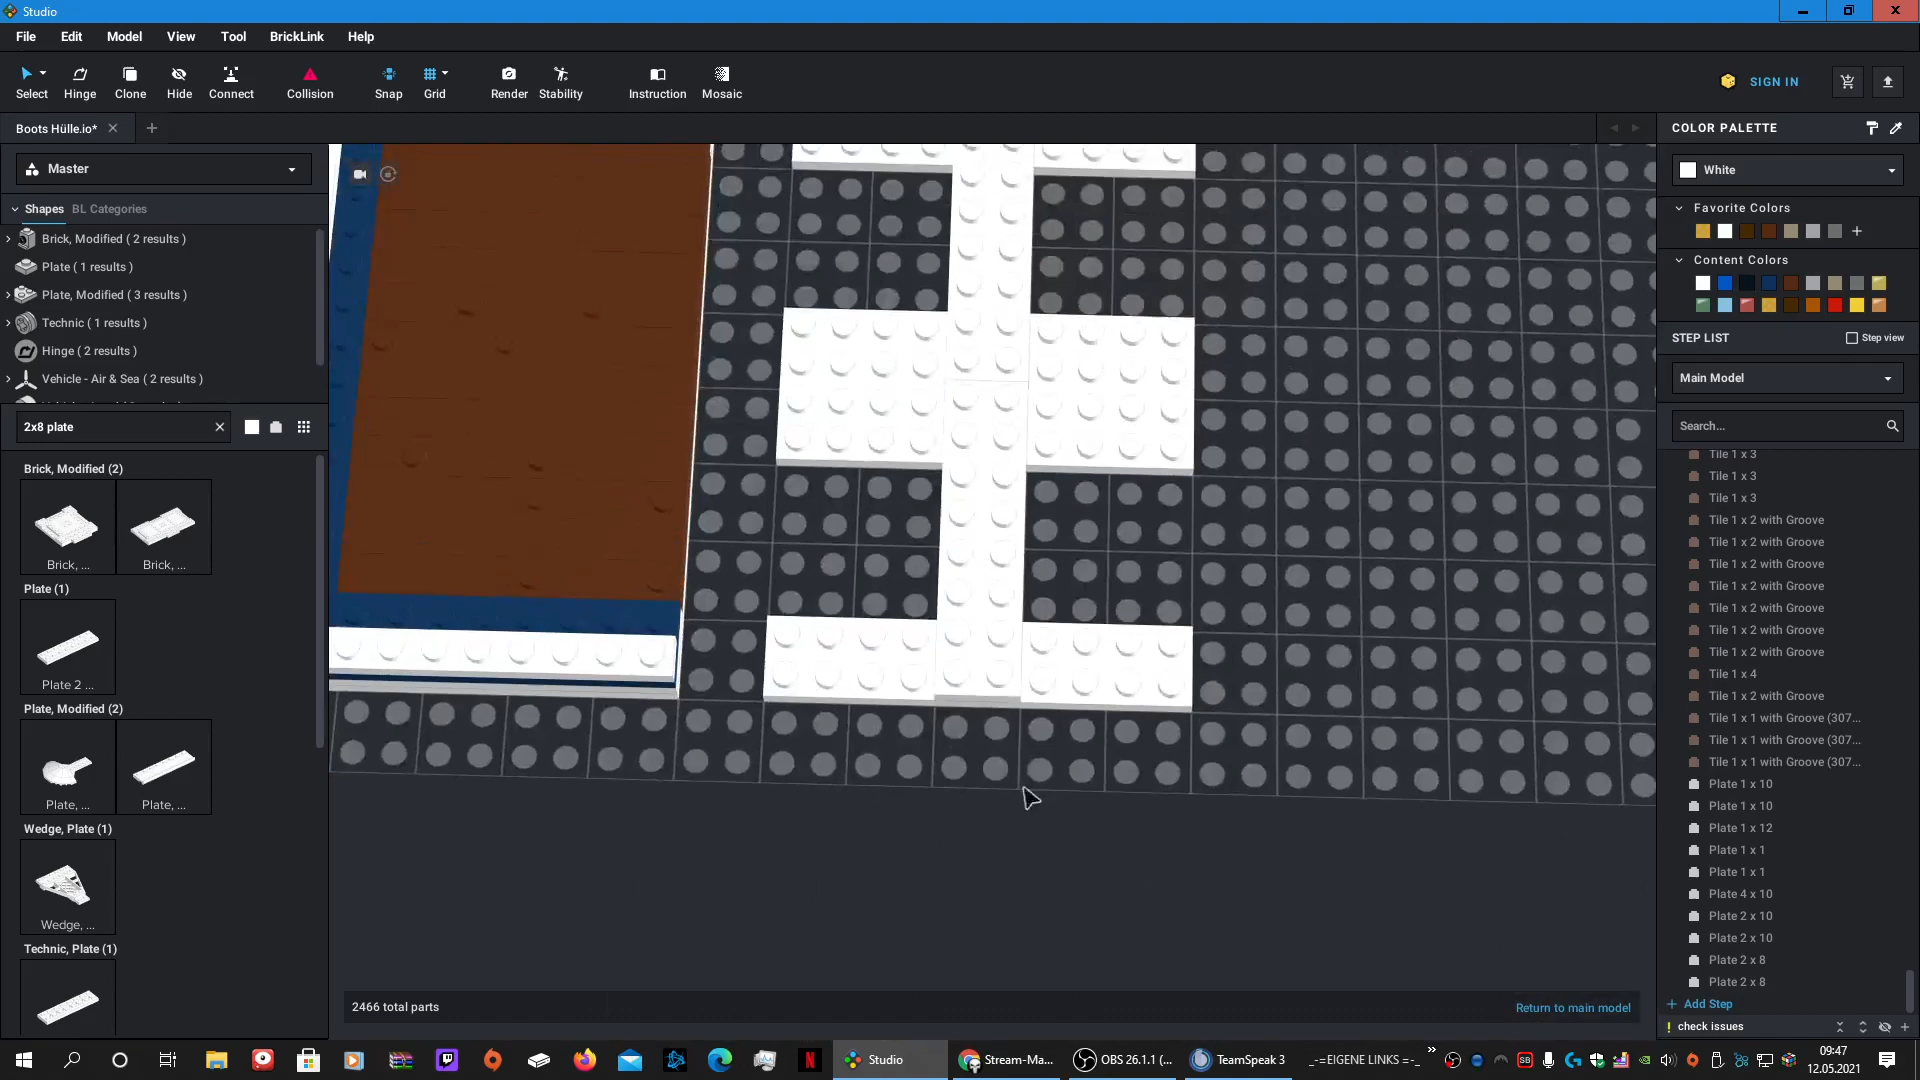 Studio
File Edit Model View Tool BrickLink Help
Select Hinge Clone Hide Connect Collision Snap Grid Render Stability Instruction Mosaic
SIGN IN
Boots Hülle.io*
COLOR PALETTE
Master
White
Shapes BL Categories
Favorite Colors
Brick, Modified ( 2 results )
Plate ( 1 results )
Content Colors
Plate, Modified ( 3 results )
Technic ( 1 results )
STEP LIST
Step view
Hinge ( 2 results )
Vehicle - Air & Sea ( 2 results )
Main Model
2x8 plate
Search...
Brick, Modified (2)
Brick, ... Brick, ...
Plate (1)
Plate 2 ...
Plate, Modified (2)
Plate, ... Plate, ...
Wedge, Plate (1)
Wedge, ...
Technic, Plate (1)
Tile 1 x 3
Tile 1 x 3
Tile 1 x 3
Tile 1 x 2 with Groove
Tile 1 x 2 with Groove
Tile 1 x 2 with Groove
Tile 1 x 2 with Groove
Tile 1 x 2 with Groove
Tile 1 x 2 with Groove
Tile 1 x 2 with Groove
Tile 1 x 4
Tile 1 x 2 with Groove
Tile 1 x 1 with Groove (307...
Tile 1 x 1 with Groove (307...
Tile 1 x 1 with Groove (307...
Plate 1 x 10
Plate 1 x 10
Plate 1 x 12
Plate 1 x 1
Plate 1 x 1
Plate 4 x 10
Plate 2 x 10
Plate 2 x 10
Plate 2 x 8
Plate 2 x 8
Add Step
2466 total parts
Return to main model
check issues
Studio
Stream-Ma...
OBS 26.1.1 (...
TeamSpeak 3
_-=EIGENE LINKS =-_
09:47
12.05.2021